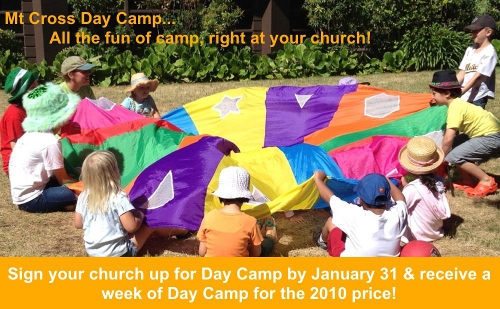 Mt Cross Day Camp...
All the fun of camp, right at your church!
Sign your church up for Day Camp by January 31 & receive a
week of Day Camp for the 2010 price!